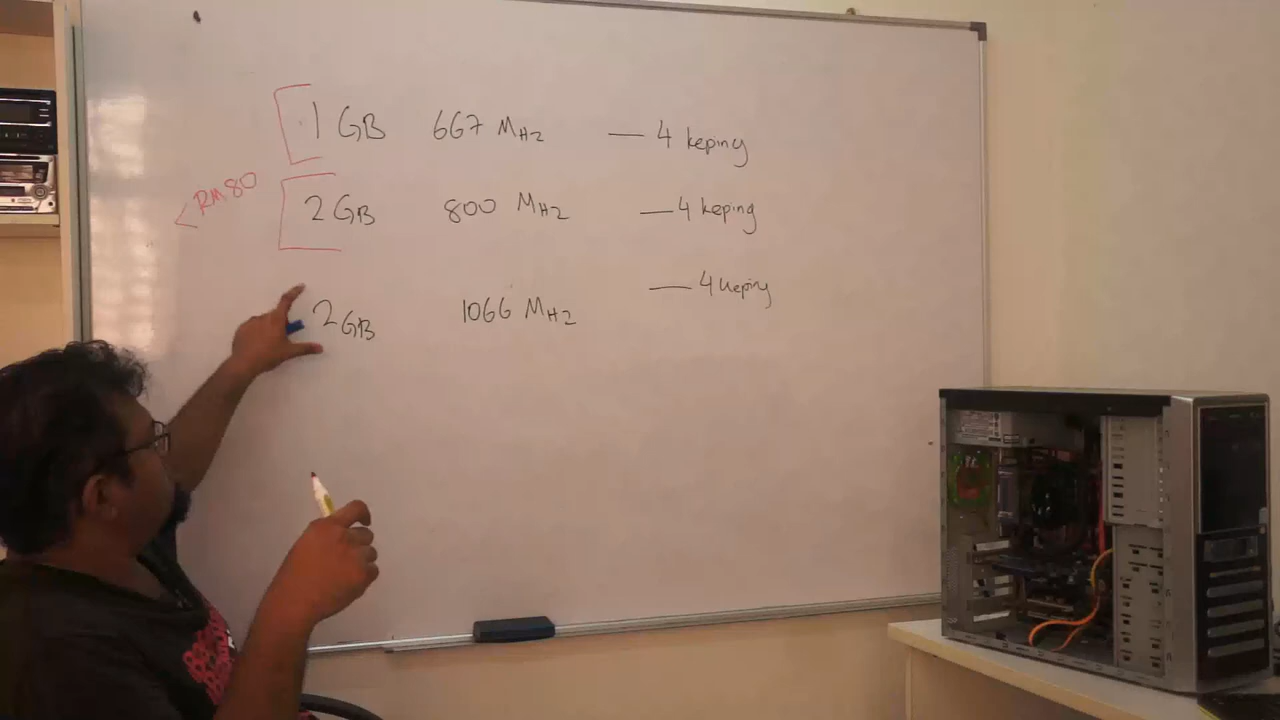 1 GB 667 MHz — 4 keping
< RM80
2 GB 800 MHz — 4 keping
2 GB 1066 MHz — 4 keping